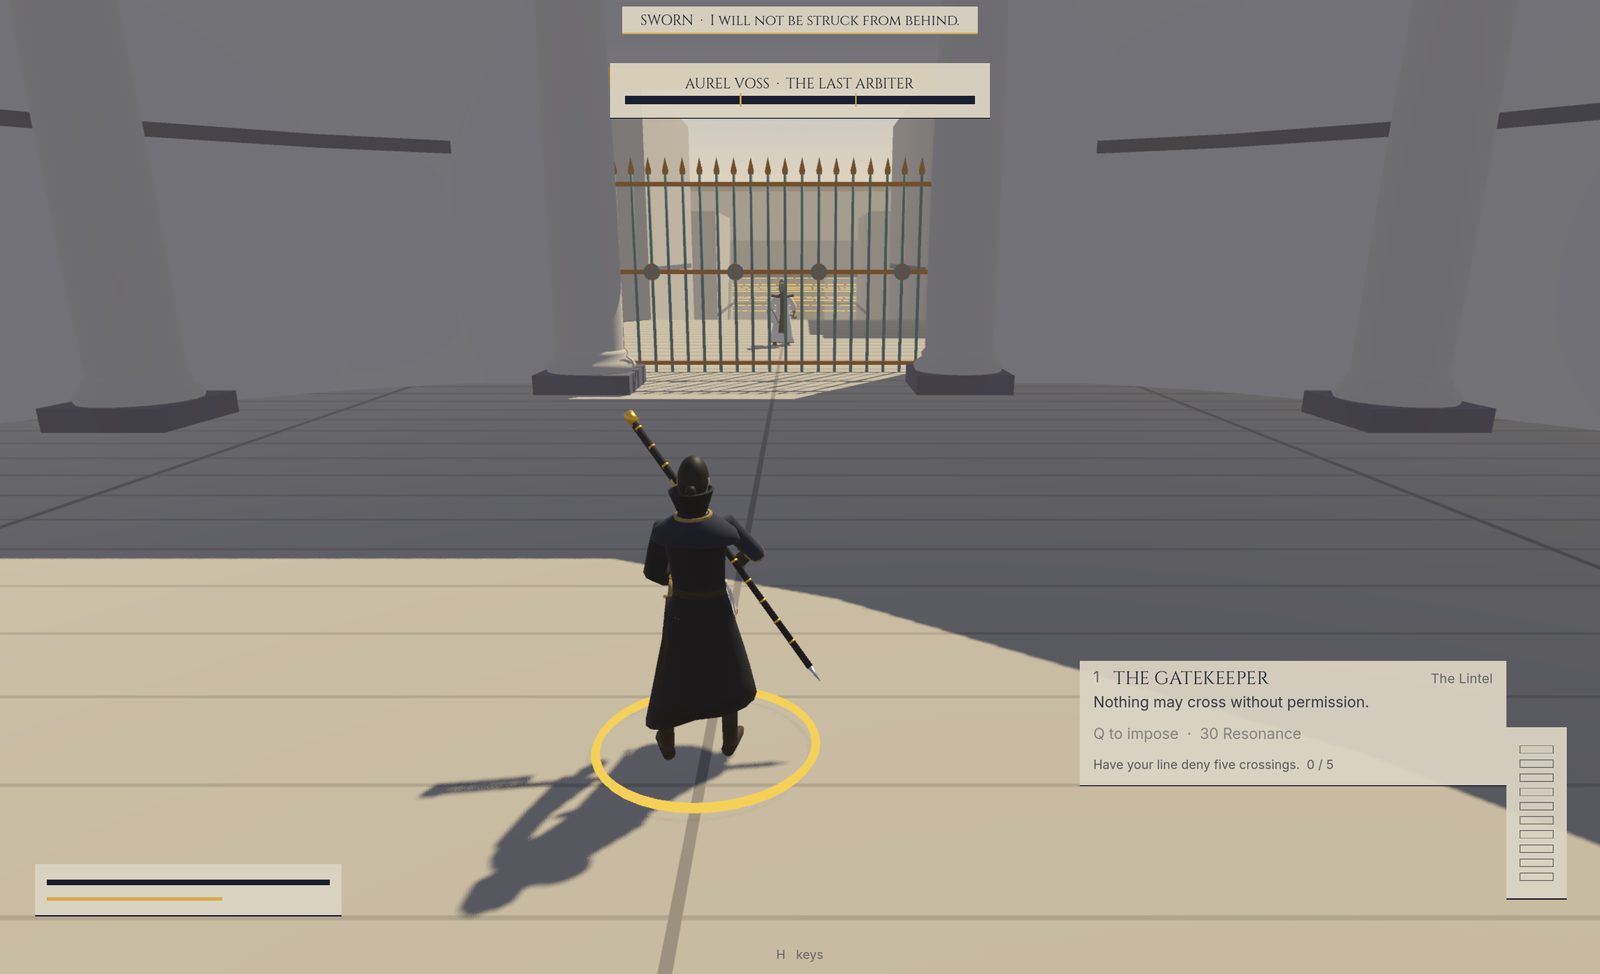 SWORN · I WILL NOT BE STRUCK FROM BEHIND.
AUREL VOSS · THE LAST ARBITER
1 THE GATEKEEPER The Lintel
Nothing may cross without permission.
Q to impose · 30 Resonance
Have your line deny five crossings. 0 / 5
H keys